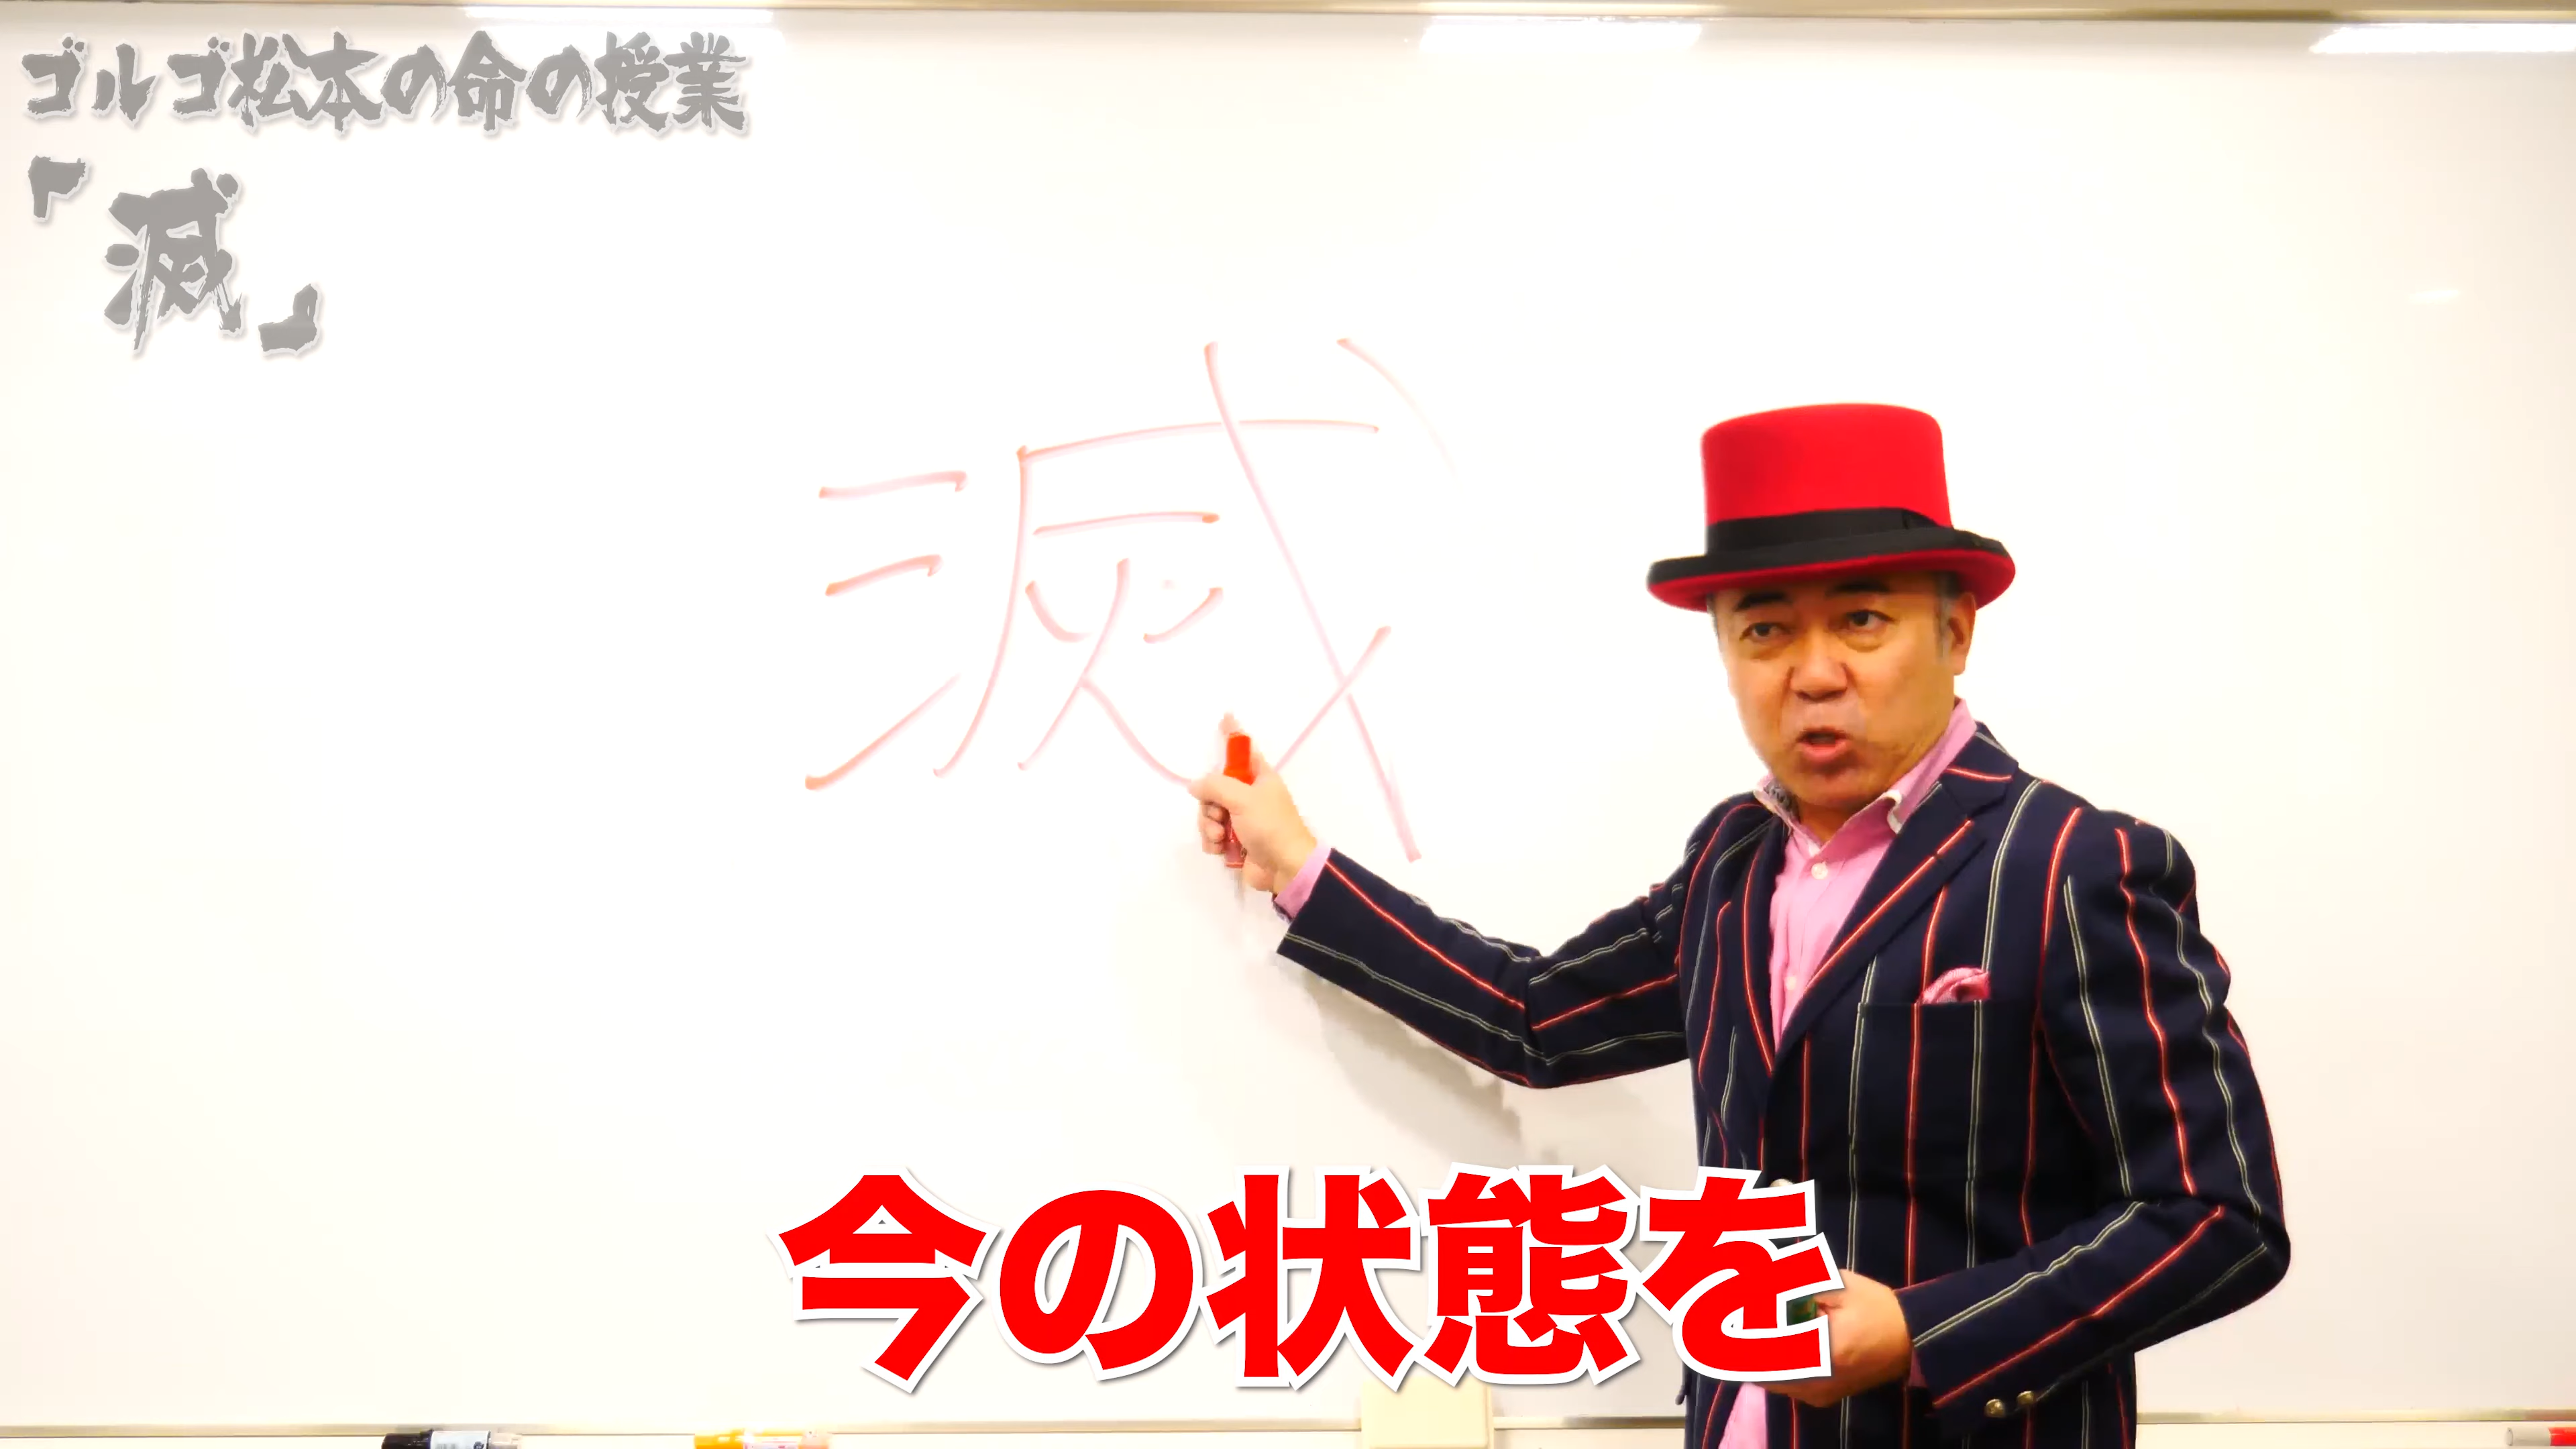 ゴルゴ松本の命の授業
「滅」
滅
今の状態を